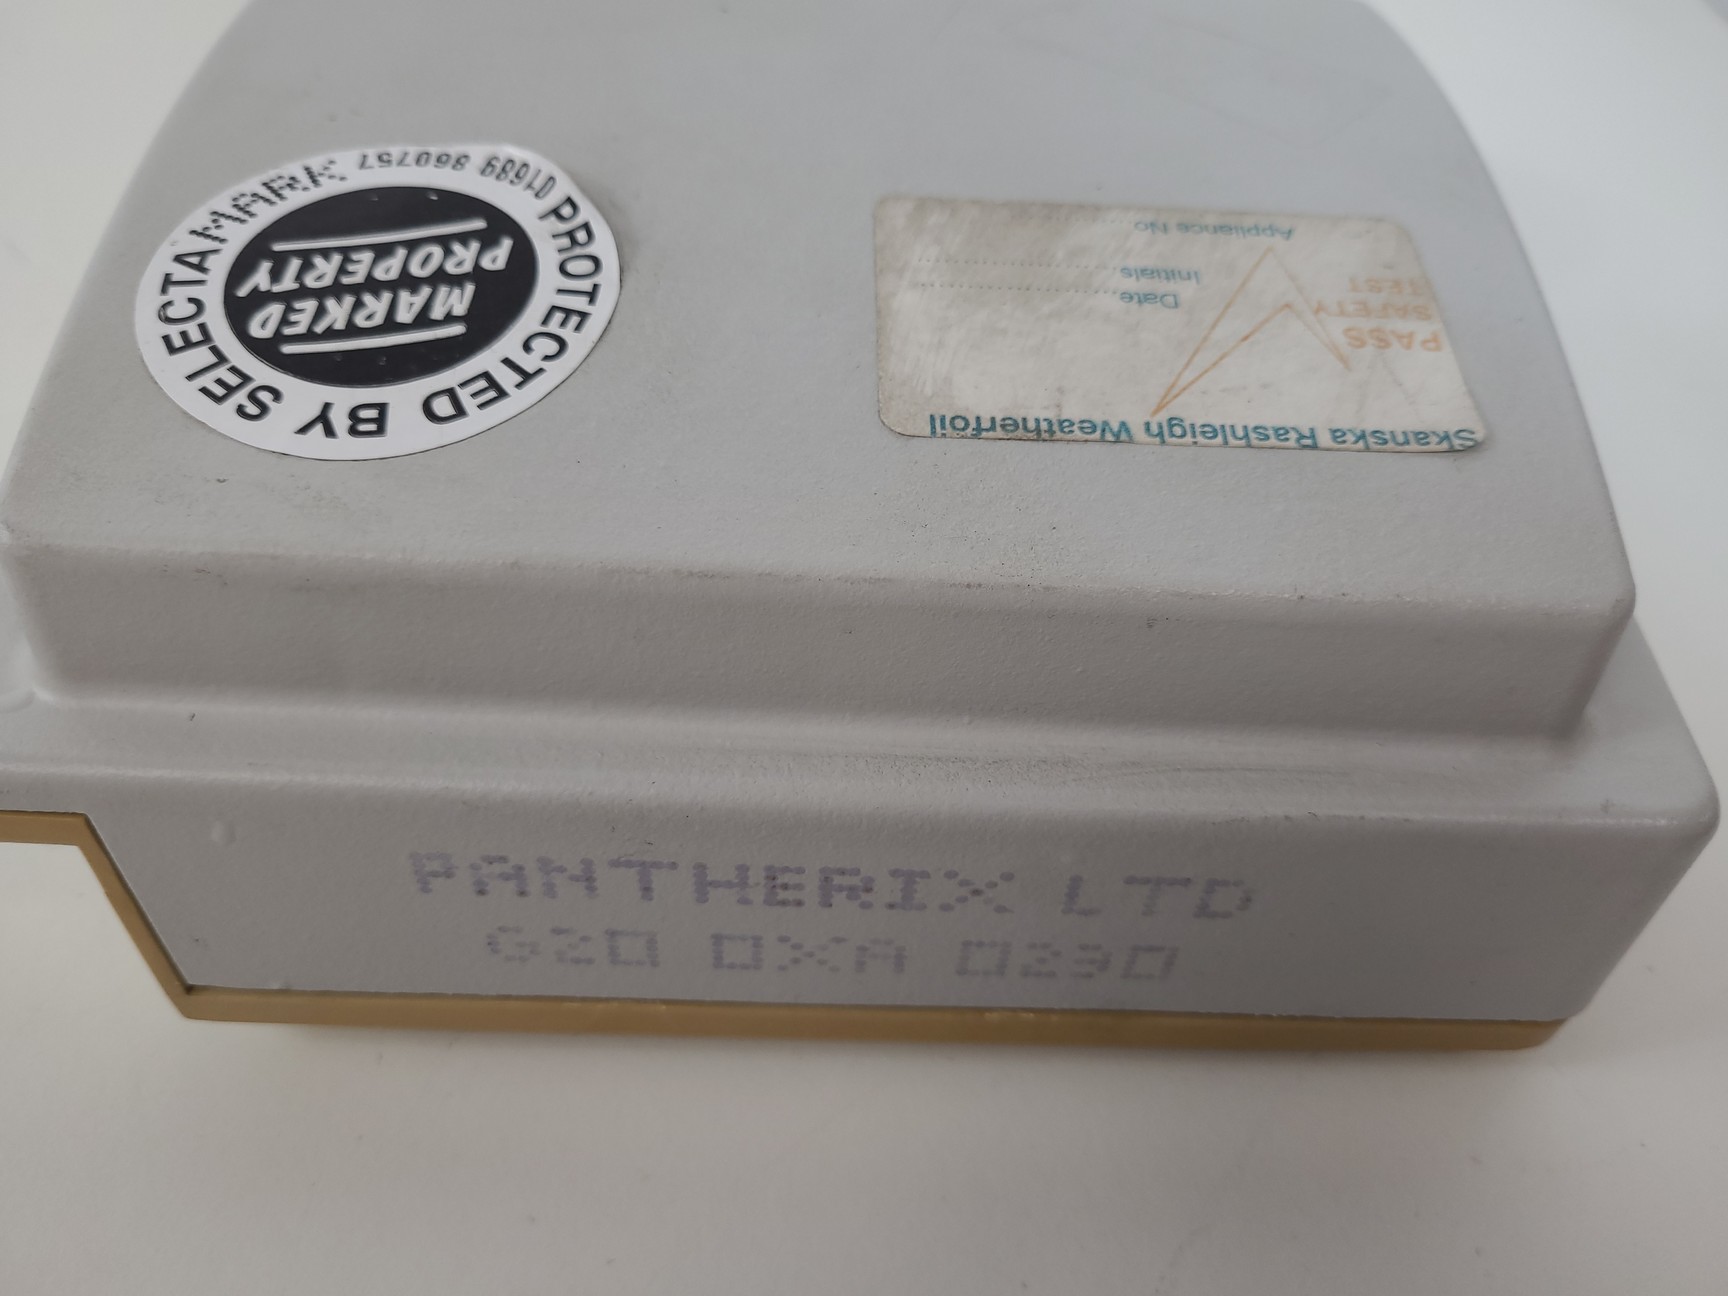 PROTECTED BY SELECTAMARK
01689 860757
MARKED
PROPERTY
Skanska Rashleigh Weatherfoil
PASS
SAFETY
TEST
Date
Initials
Appliance No
PANTHERIX LTD
G20 0XA 0230